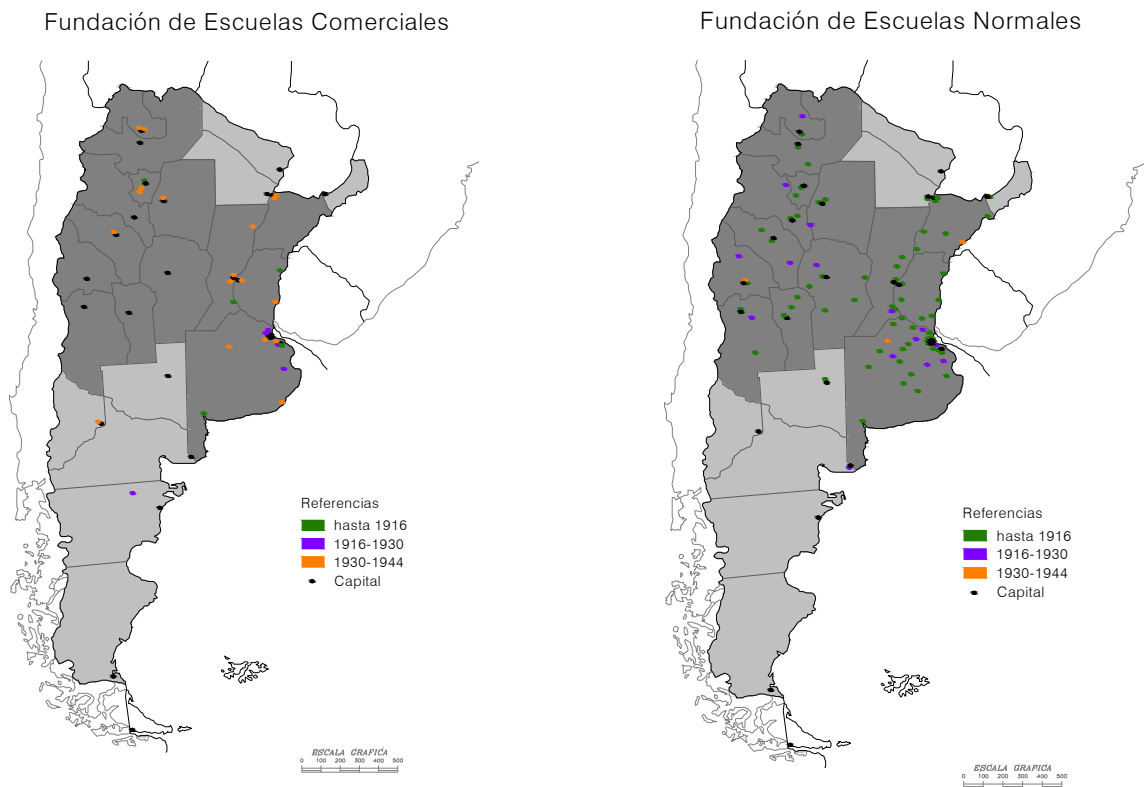 Fundación de Escuelas Comerciales
Referencias
hasta 1916
1916-1930
1930-1944
Capital
ESCALA GRAFICA
0 100 200 300 400 500
Fundación de Escuelas Normales
Referencias
hasta 1916
1916-1930
1930-1944
Capital
ESCALA GRAFICA
0 100 200 300 400 500